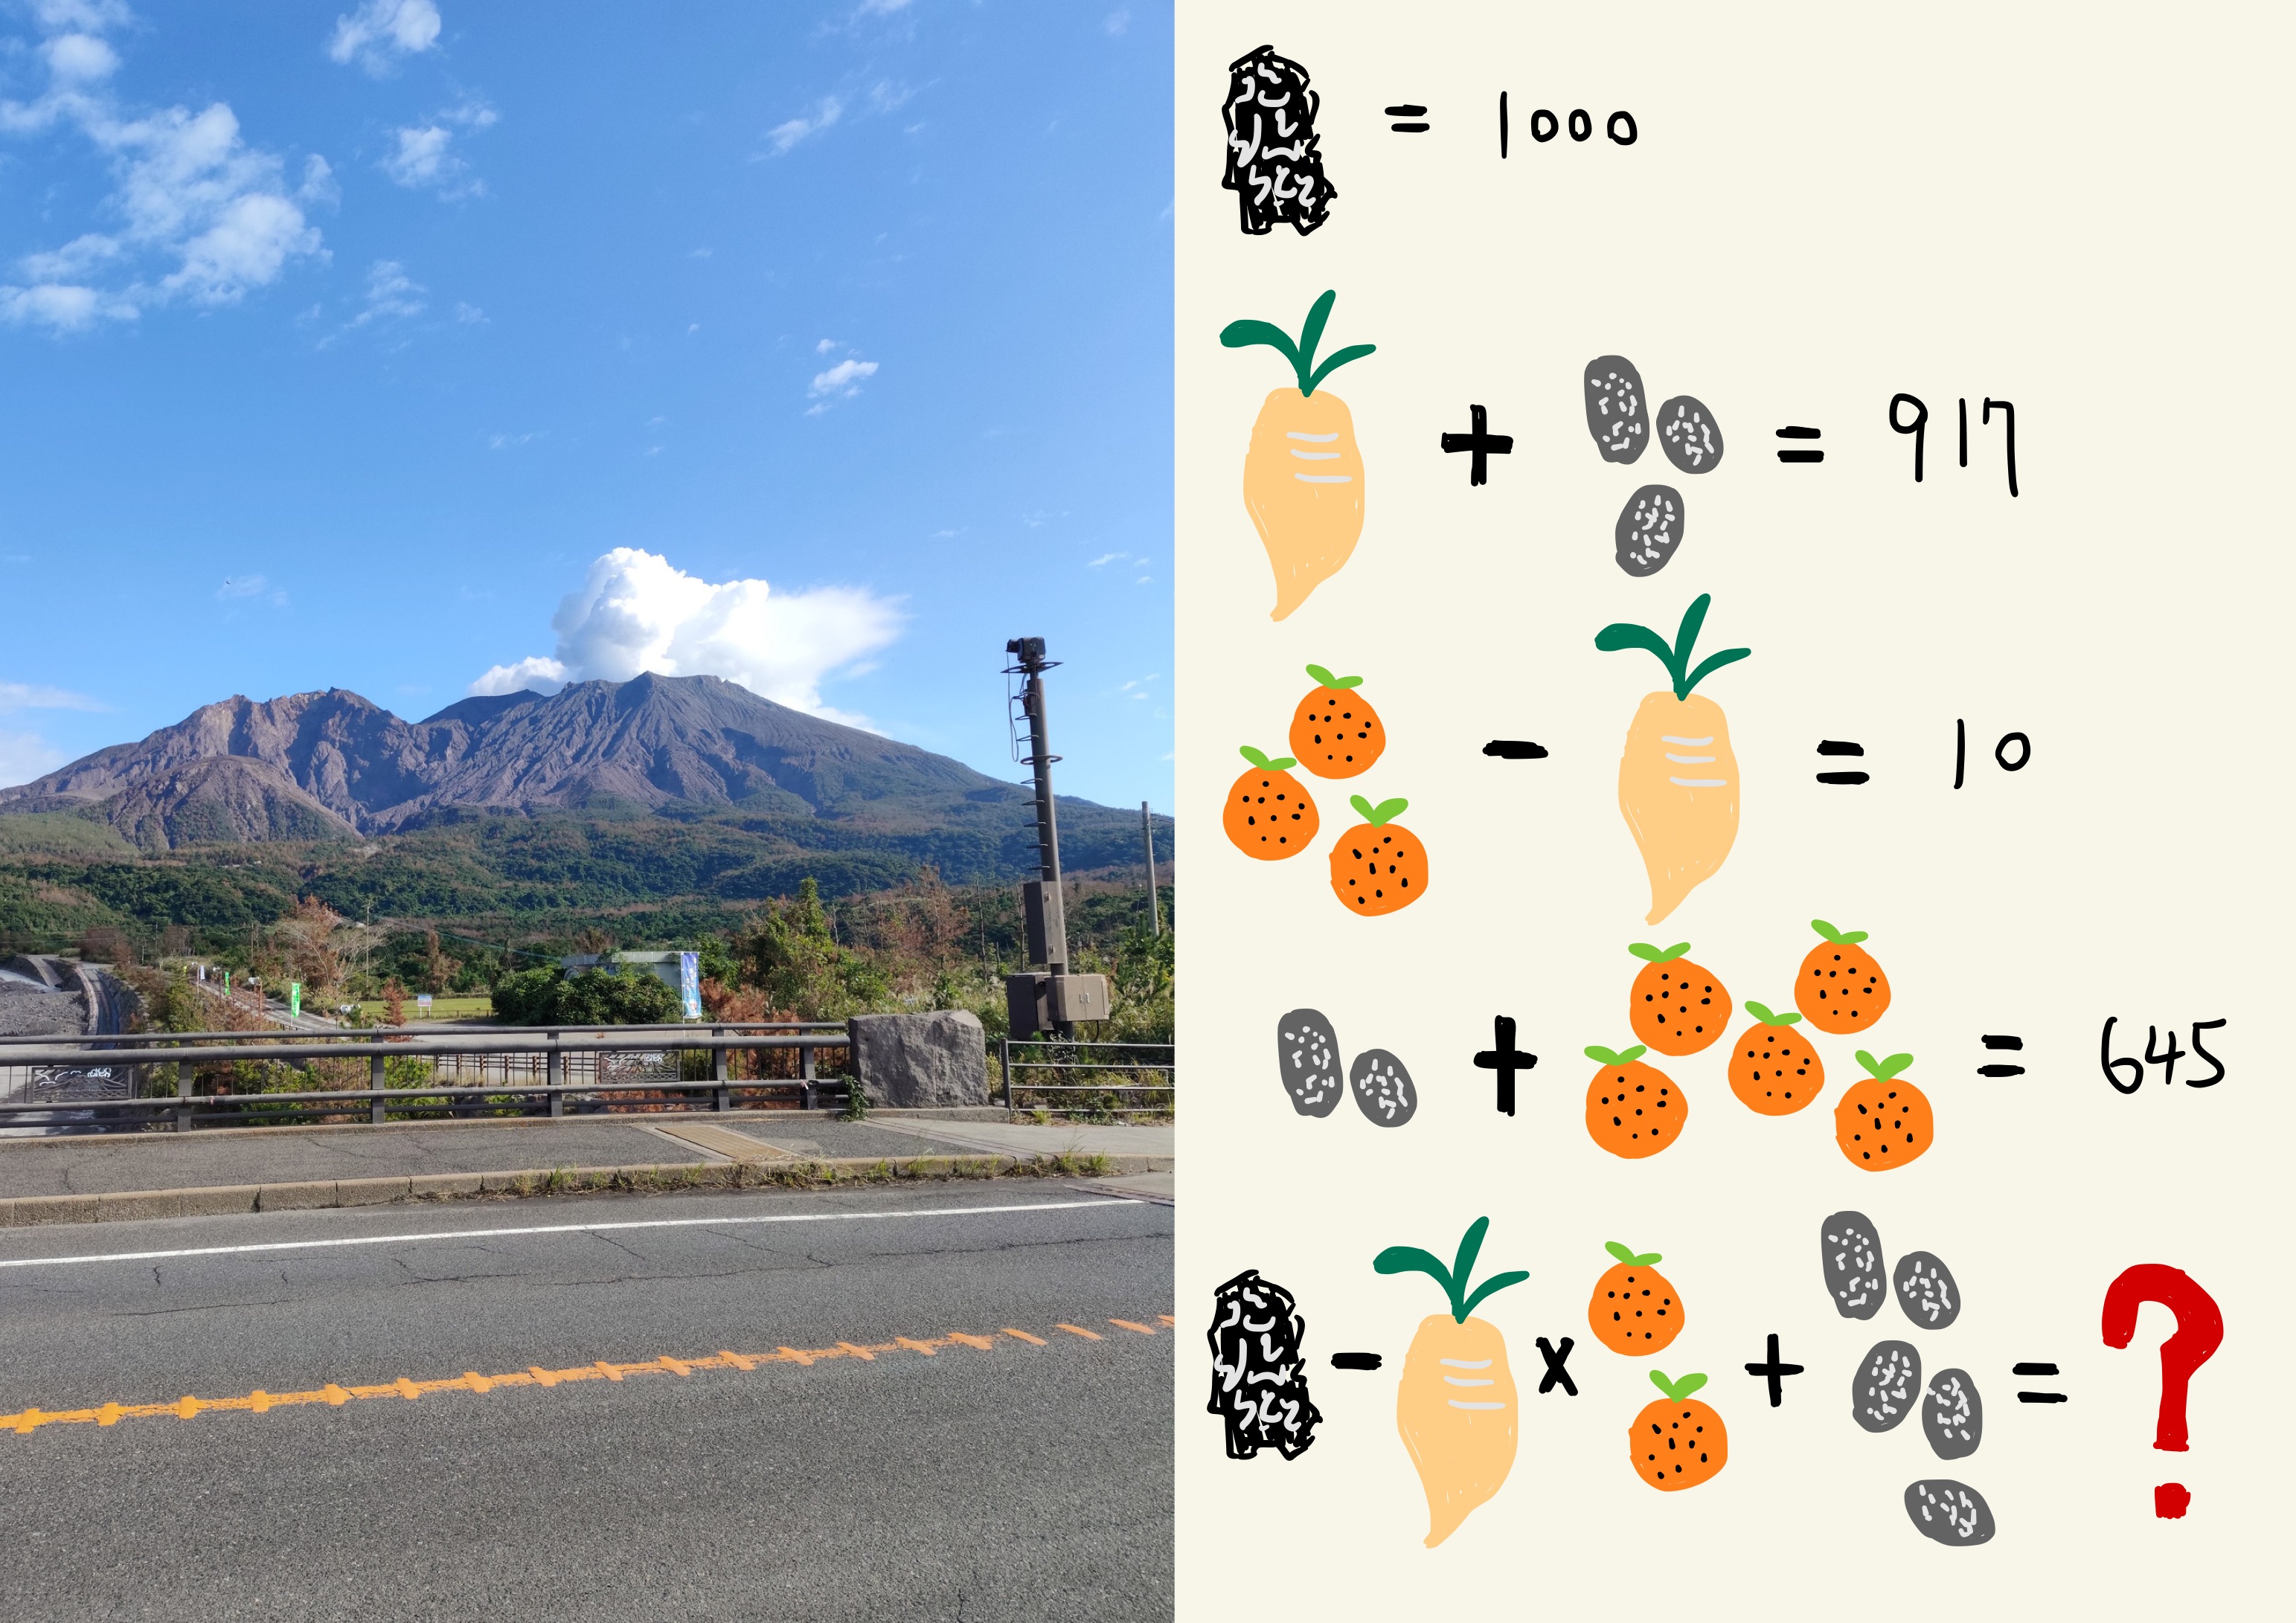 = 1000
+ = 917
- = 10
+ = 645
- x + = ?